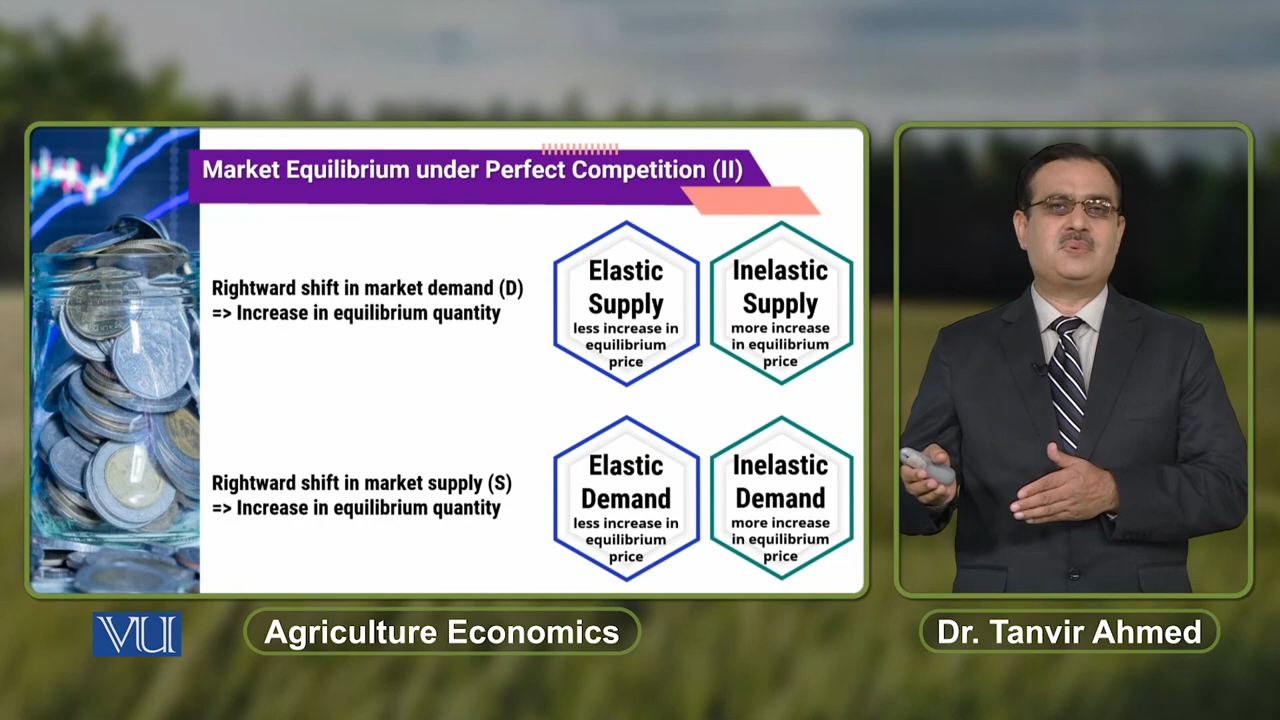 Market Equilibrium under Perfect Competition (II)
Rightward shift in market demand (D)
=> Increase in equilibrium quantity
Elastic
Supply
less increase in
equilibrium
price
Inelastic
Supply
more increase
in equilibrium
price
Rightward shift in market supply (S)
=> Increase in equilibrium quantity
Elastic
Demand
less increase in
equilibrium
price
Inelastic
Demand
more increase
in equilibrium
price
VU
Agriculture Economics
Dr. Tanvir Ahmed